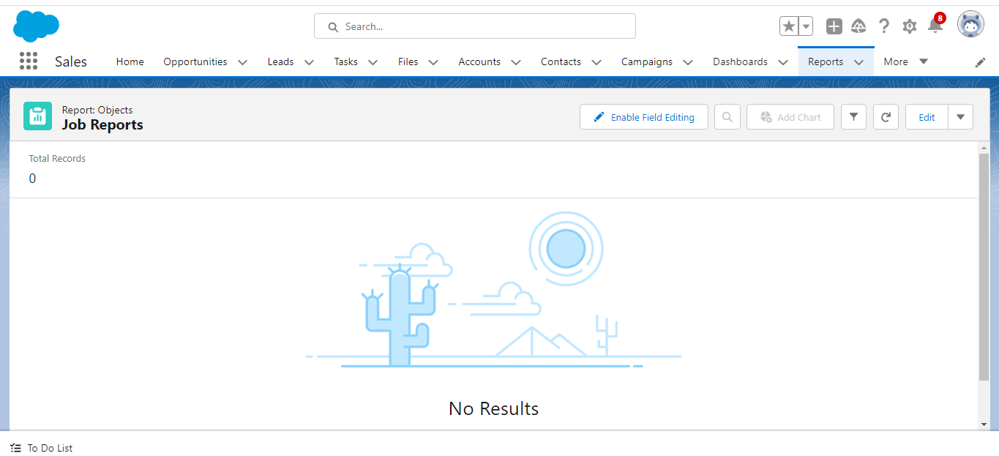 Search...
8
Sales
Home
Opportunities
Leads
Tasks
Files
Accounts
Contacts
Campaigns
Dashboards
Reports
More
Report: Objects
Job Reports
Enable Field Editing
Add Chart
Edit
Total Records
0
No Results
To Do List